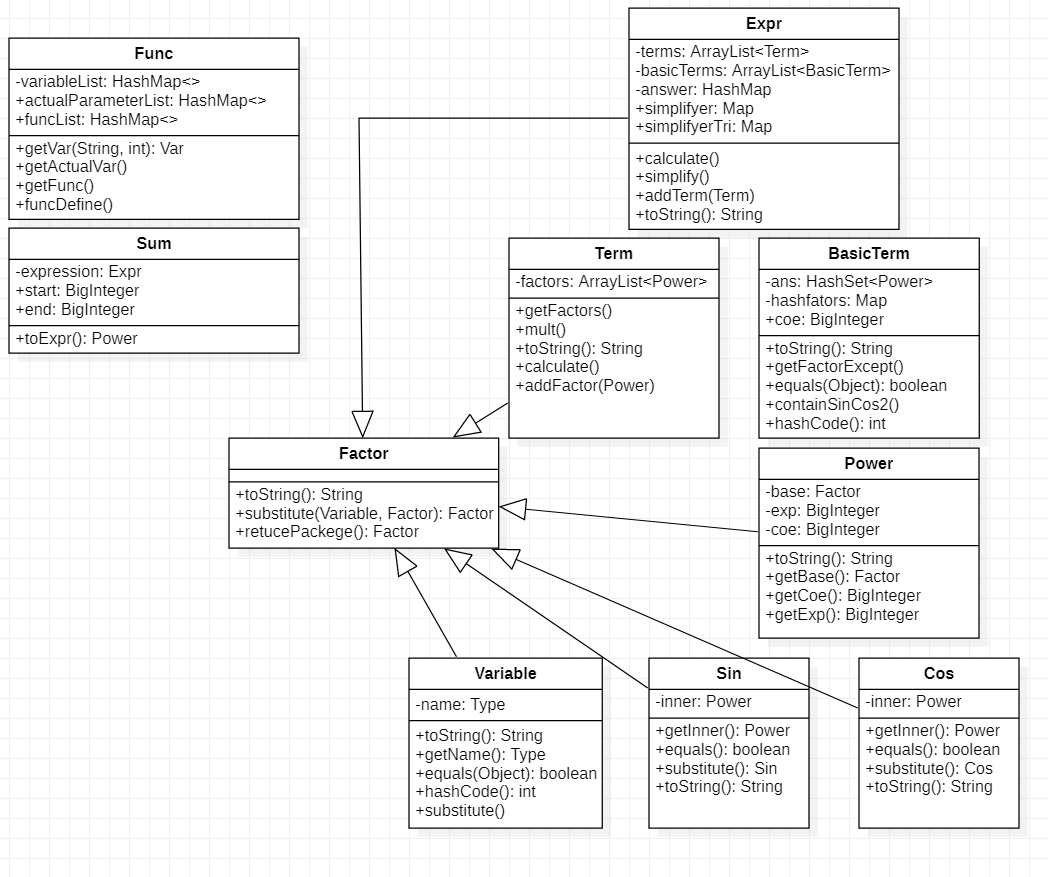 Func
-variableList: HashMap<>
+actualParameterList: HashMap<>
+funcList: HashMap<>
+getVar(String, int): Var
+getActualVar()
+getFunc()
+funcDefine()
Sum
-expression: Expr
+start: BigInteger
+end: BigInteger
+toExpr(): Power
Expr
-terms: ArrayList<Term>
-basicTerms: ArrayList<BasicTerm>
-answer: HashMap
+simplifyer: Map
+simplifyerTri: Map
+calculate()
+simplify()
+addTerm(Term)
+toString(): String
Term
-factors: ArrayList<Power>
+getFactors()
+mult()
+toString(): String
+calculate()
+addFactor(Power)
BasicTerm
-ans: HashSet<Power>
-hashfators: Map
+coe: BigInteger
+toString(): String
+getFactorExcept()
+equals(Object): boolean
+containSinCos2()
+hashCode(): int
Factor
+toString(): String
+substitute(Variable, Factor): Factor
+retucePackege(): Factor
Power
-base: Factor
-exp: BigInteger
-coe: BigInteger
+toString(): String
+getBase(): Factor
+getCoe(): BigInteger
+getExp(): BigInteger
Variable
-name: Type
+toString(): String
+getName(): Type
+equals(Object): boolean
+hashCode(): int
+substitute()
Sin
-inner: Power
+getInner(): Power
+equals(): boolean
+substitute(): Sin
+toString(): String
Cos
-inner: Power
+getInner(): Power
+equals(): boolean
+substitute(): Cos
+toString(): String